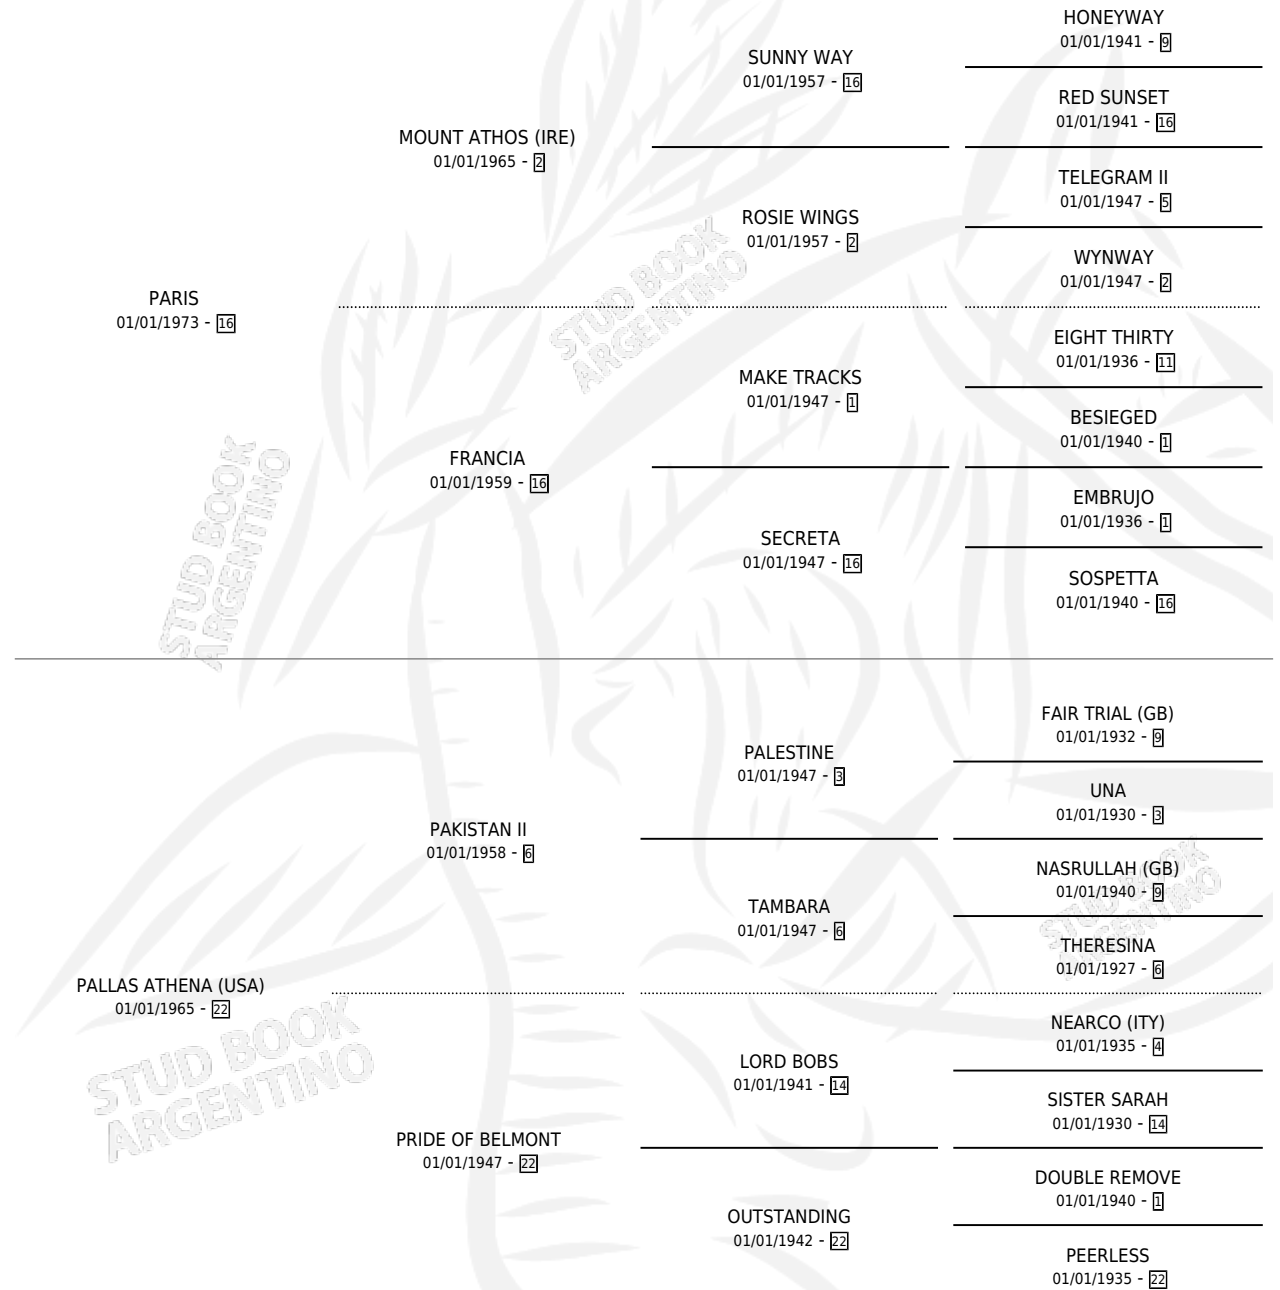 HONEYWAY
01/01/1941 - 9
SUNNY WAY
01/01/1957 - 16
RED SUNSET
01/01/1941 - 16
MOUNT ATHOS (IRE)
01/01/1965 - 2
TELEGRAM II
01/01/1947 - 5
ROSIE WINGS
01/01/1957 - 2
WYNWAY
01/01/1947 - 2
PARIS
01/01/1973 - 16
EIGHT THIRTY
01/01/1936 - 11
MAKE TRACKS
01/01/1947 - 1
BESIEGED
01/01/1940 - 1
FRANCIA
01/01/1959 - 16
EMBRUJO
01/01/1936 - 1
SECRETA
01/01/1947 - 16
SOSPETTA
01/01/1940 - 16
STUD BOOK
ARGENTINO
STUD BOOK
ARGENTINO
FAIR TRIAL (GB)
01/01/1932 - 9
PALESTINE
01/01/1947 - 3
UNA
01/01/1930 - 3
PAKISTAN II
01/01/1958 - 6
NASRULLAH (GB)
01/01/1940 - 9
TAMBARA
01/01/1947 - 6
THERESINA
01/01/1927 - 6
PALLAS ATHENA (USA)
01/01/1965 - 22
NEARCO (ITY)
01/01/1935 - 4
LORD BOBS
01/01/1941 - 14
SISTER SARAH
01/01/1930 - 14
PRIDE OF BELMONT
01/01/1947 - 22
DOUBLE REMOVE
01/01/1940 - 1
OUTSTANDING
01/01/1942 - 22
PEERLESS
01/01/1935 - 22
STUD BOOK
ARGENTINO
STUD BOOK
ARGENTINO